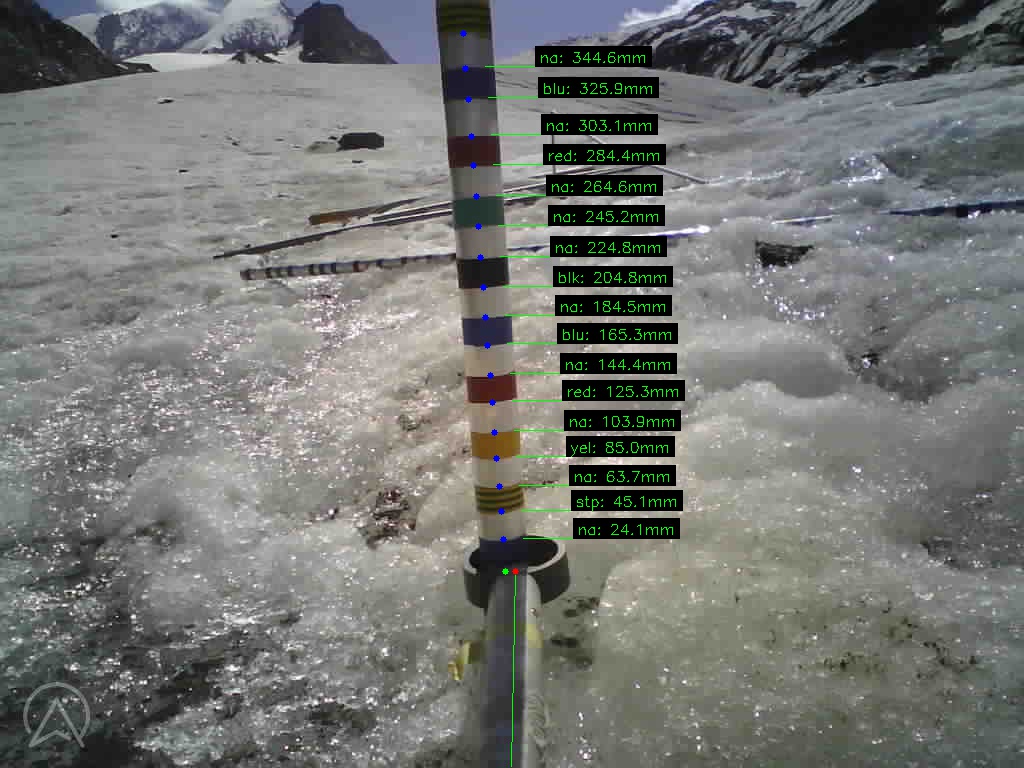 na: 344.6mm
blu: 325.9mm
na: 303.1mm
red: 284.4mm
na: 264.6mm
na: 245.2mm
na: 224.8mm
blk: 204.8mm
na: 184.5mm
blu: 165.3mm
na: 144.4mm
red: 125.3mm
na: 103.9mm
yel: 85.0mm
na: 63.7mm
stp: 45.1mm
na: 24.1mm